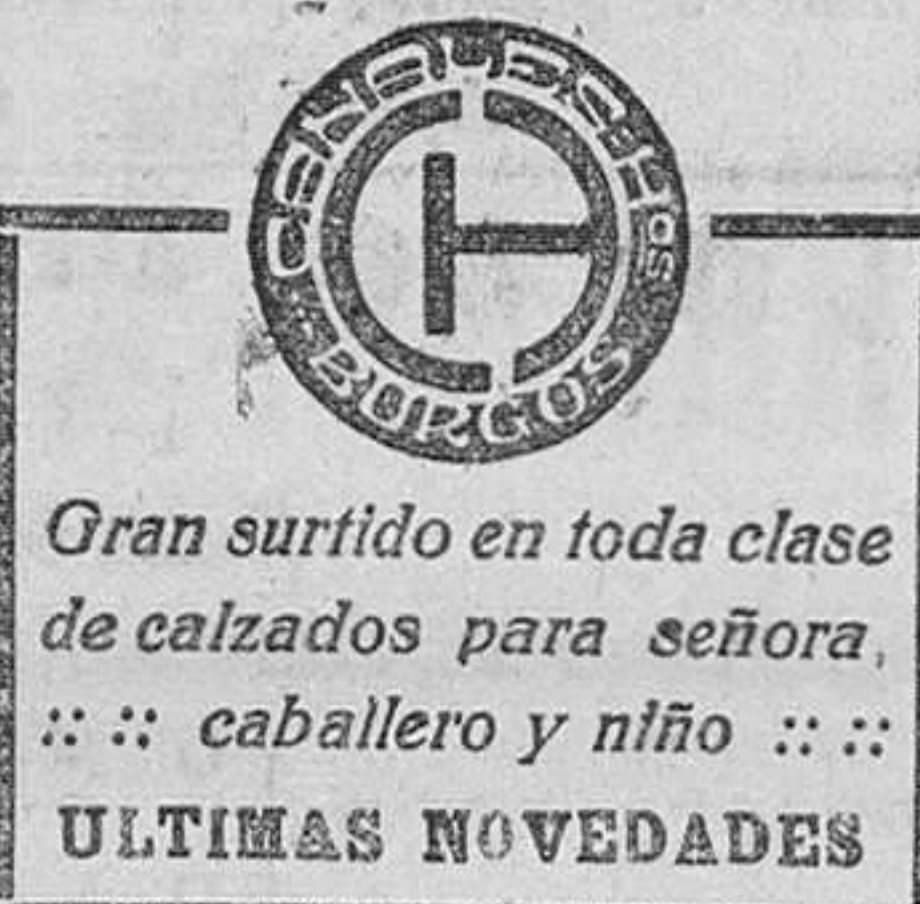 BURGOS
Gran surtido en toda clase
de calzados para señora,
:: :: caballero y niño :: ::
ULTIMAS NOVEDADES